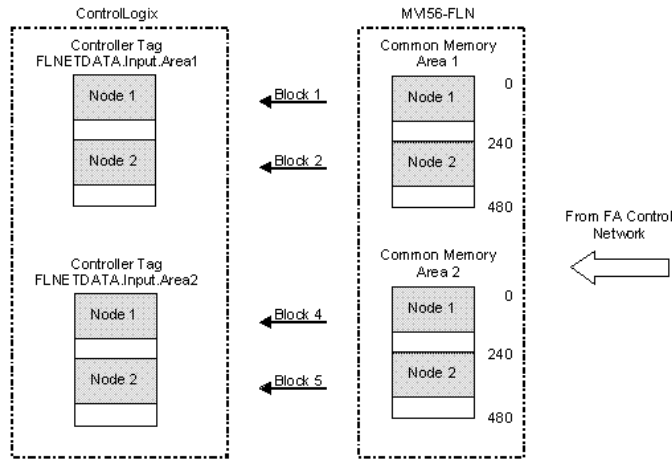 ControlLogix
MVI56-FLN
Controller Tag
FLNETDATA.Input.Area1
Node 1
Node 2
Block 1
Block 2
Common Memory
Area 1
Node 1
Node 2
0
240
480
From FA Control
Network
Controller Tag
FLNETDATA.Input.Area2
Node 1
Node 2
Block 4
Block 5
Common Memory
Area 2
Node 1
Node 2
0
240
480